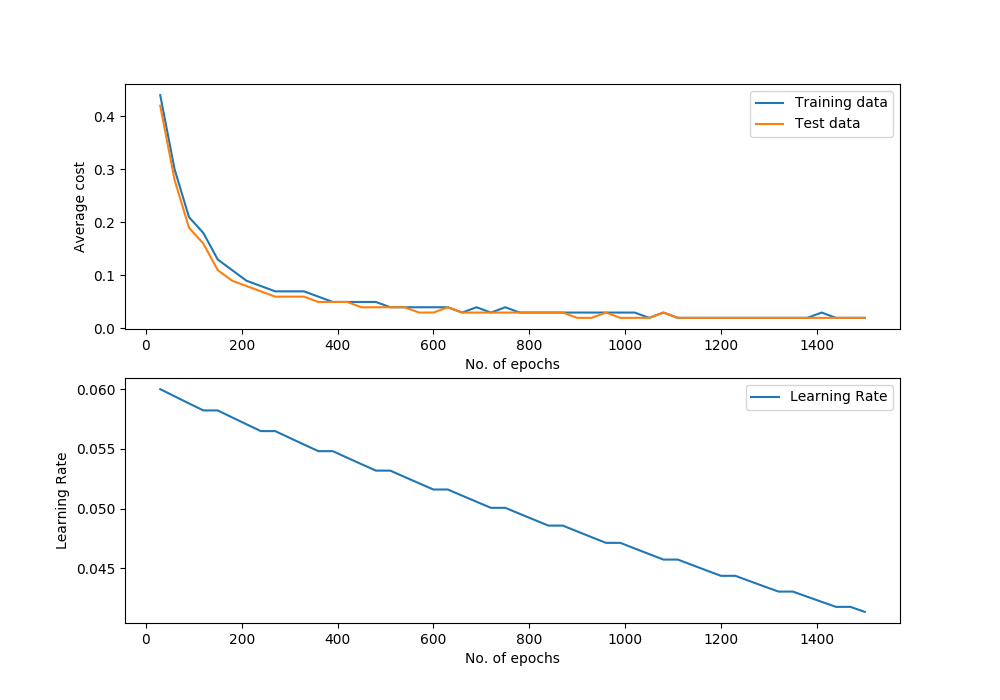 Training data
Test data
Average cost
0.4
0.3
0.2
0.1
0.0
0 200 400 600 800 1000 1200 1400
No. of epochs
Learning Rate
Learning Rate
0.060
0.055
0.050
0.045
0 200 400 600 800 1000 1200 1400
No. of epochs